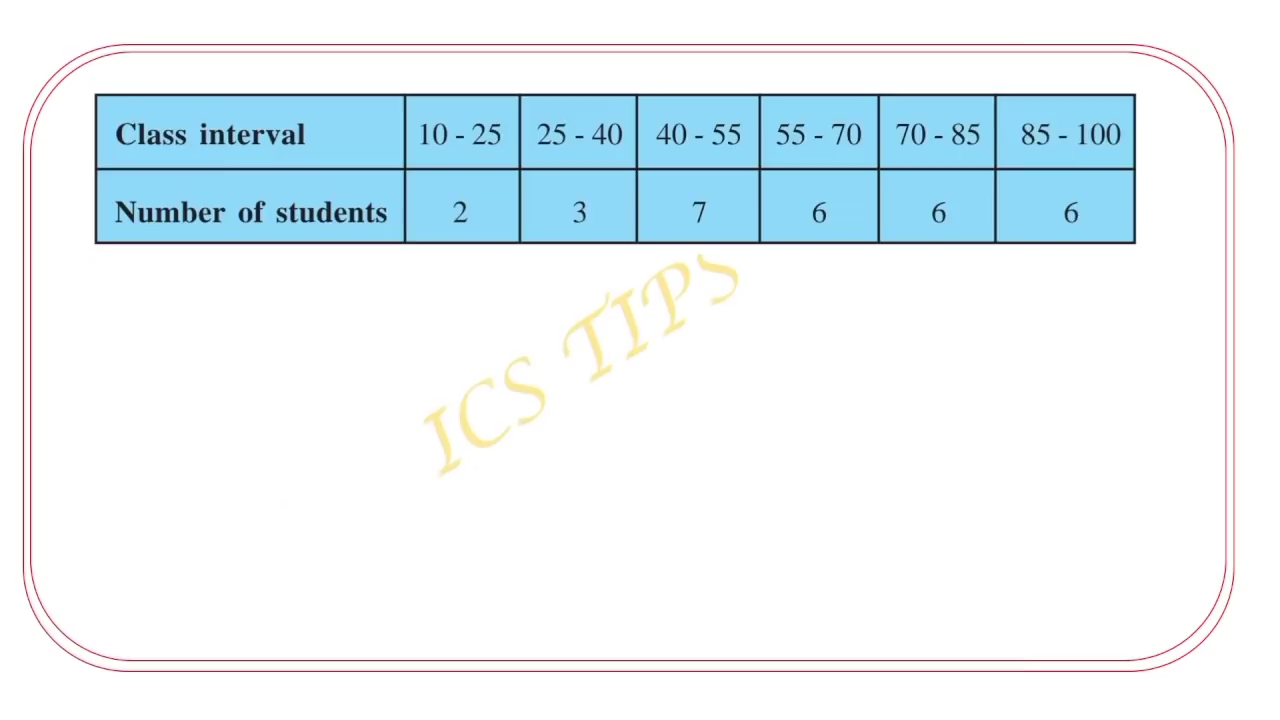 Class interval 10 - 25 25 - 40 40 - 55 55 - 70 70 - 85 85 - 100
Number of students 2 3 7 6 6 6
ICS TIPS